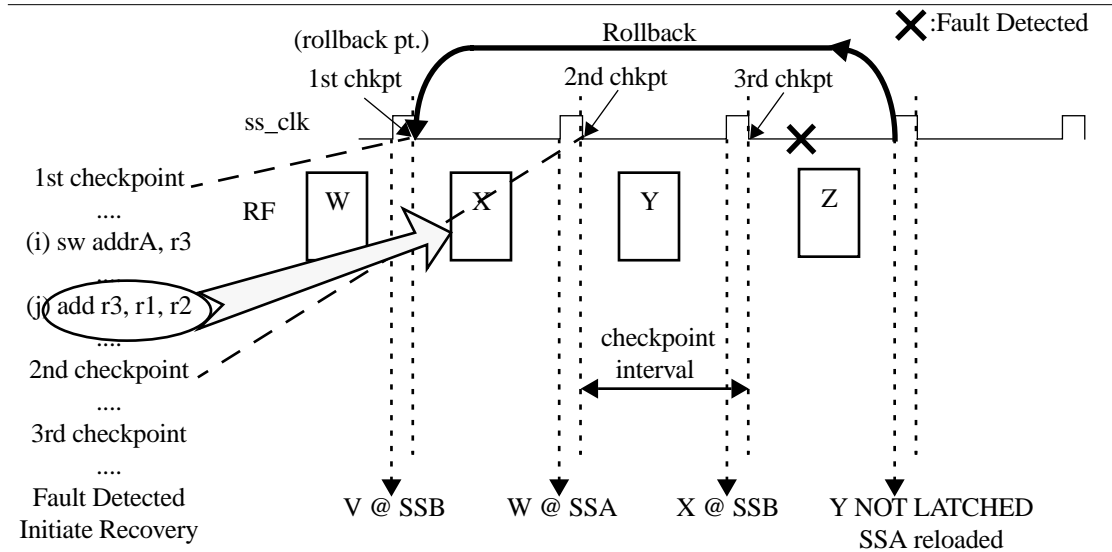 Rollback
:Fault Detected
(rollback pt.)
1st chkpt
2nd chkpt
3rd chkpt
ss_clk
1st checkpoint
....
(i) sw addrA, r3
....
(j) add r3, r1, r2
....
2nd checkpoint
....
3rd checkpoint
....
Fault Detected
Initiate Recovery
RF
W
X
Y
Z
checkpoint
interval
V @ SSB
W @ SSA
X @ SSB
Y NOT LATCHED
SSA reloaded